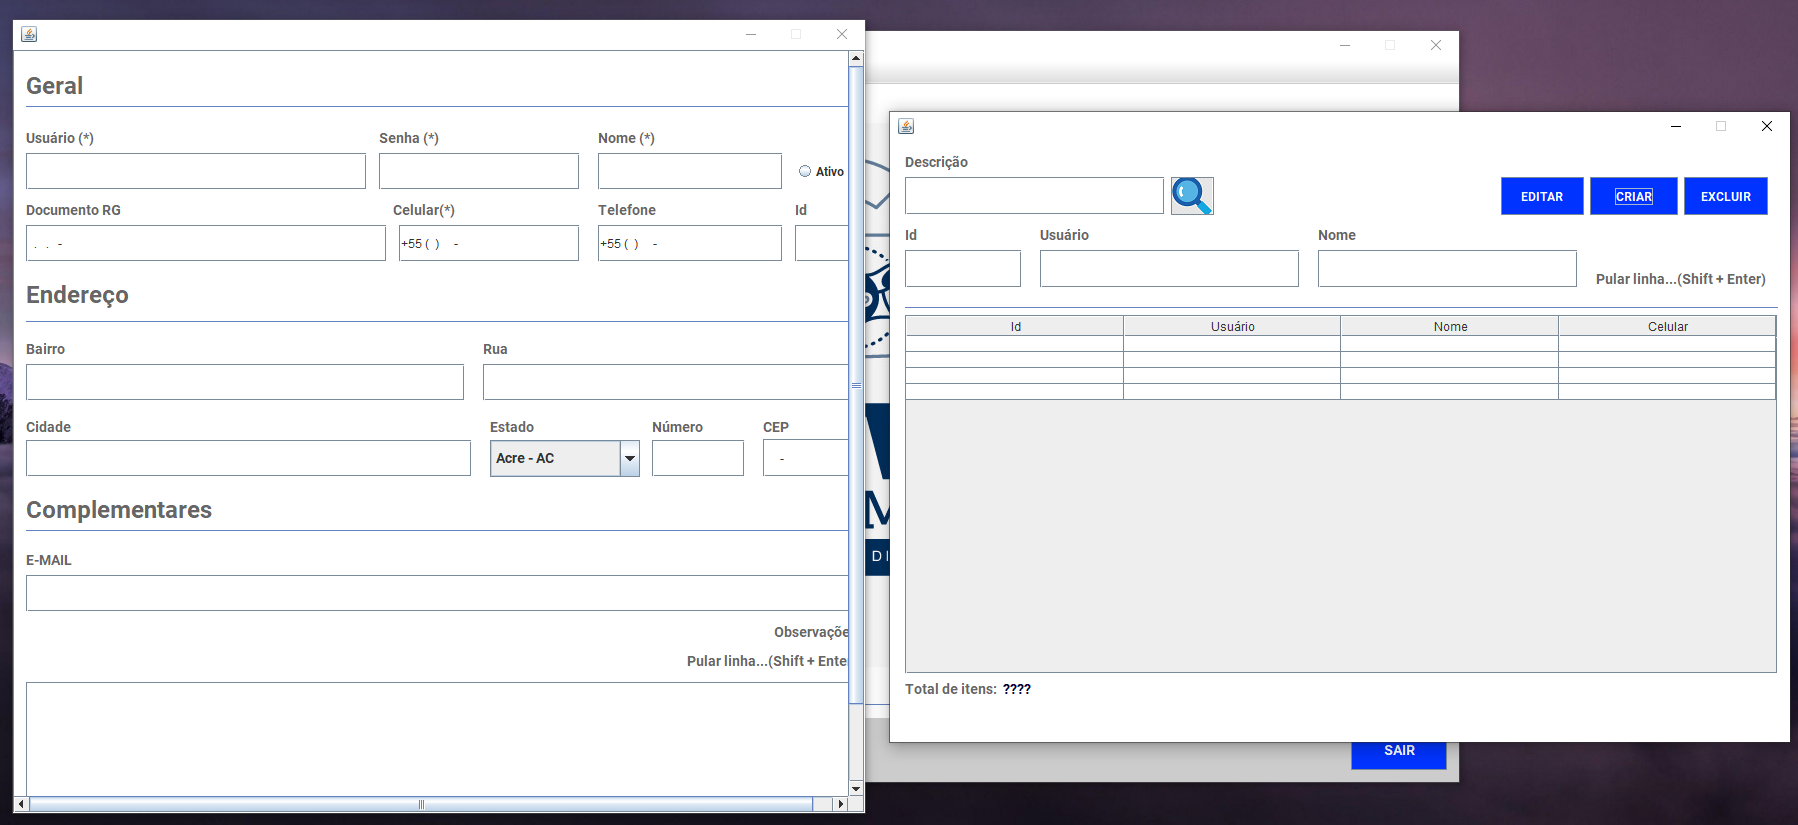 Geral
Usuário (*) Senha (*) Nome (*)
Ativo
Documento RG Celular(*) Telefone Id
. . - +55 ( ) - +55 ( ) -
Endereço
Bairro Rua
Cidade Estado Número CEP
Acre - AC -
Complementares
E-MAIL
Observaçõe
Pular linha...(Shift + Ente
M
DI
Descrição
EDITAR CRIAR EXCLUIR
Id Usuário Nome
Pular linha...(Shift + Enter)
Id Usuário Nome Celular
Total de itens: ????
SAIR